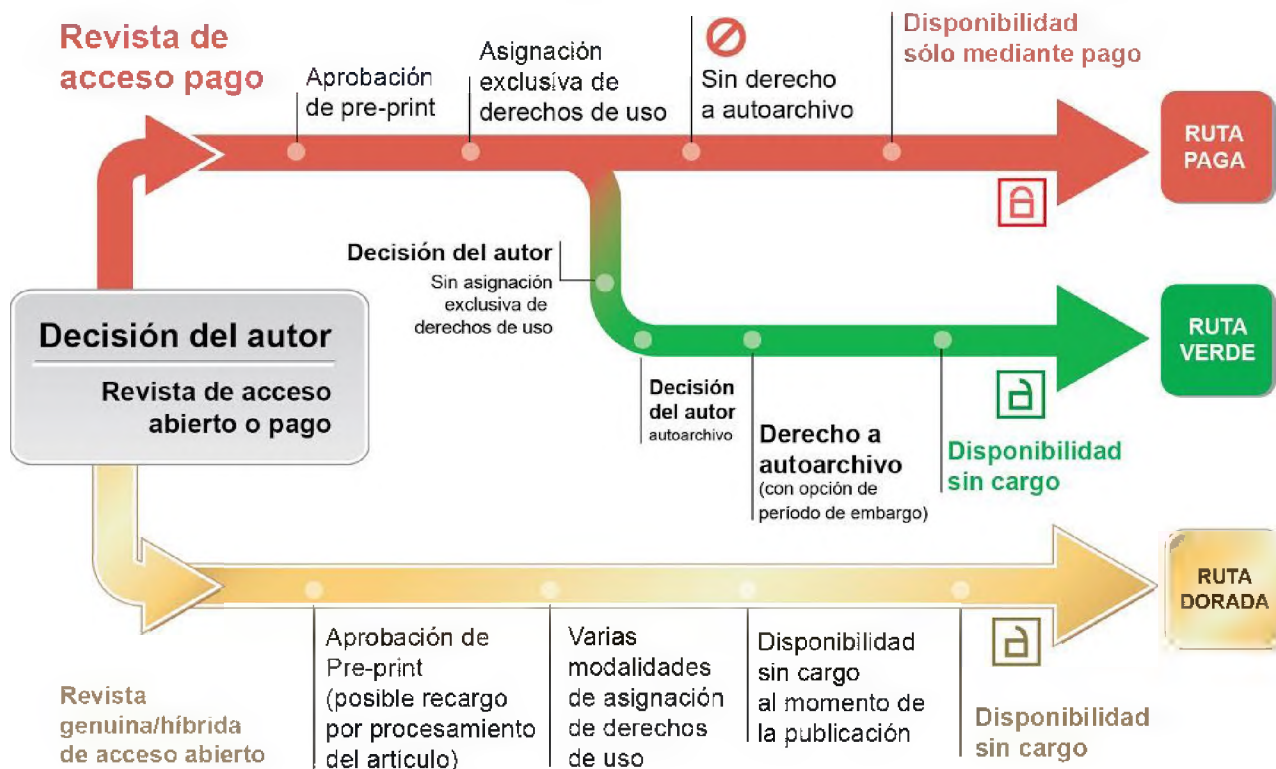 Revista de
acceso pago
Aprobación
de pre-print
Asignación
exclusiva de
derechos de uso
Sin derecho
a autoarchivo
Disponibilidad
sólo mediante pago
RUTA
PAGA
Decisión del autor
Sin asignación
exclusiva de
derechos de uso
Decisión del autor
Revista de acceso
abierto o pago
RUTA
VERDE
Decisión
del autor
autoarchivo
Derecho a
autoarchivo
(con opción de
período de embargo)
Disponibilidad
sin cargo
RUTA
DORADA
Revista
genuina/híbrida
de acceso abierto
Aprobación de
Pre-print
(posible recargo
por procesamiento
del artículo)
Varias
modalidades
de asignación
de derechos
de uso
Disponibilidad
sin cargo
al momento de
la publicación
Disponibilidad
sin cargo